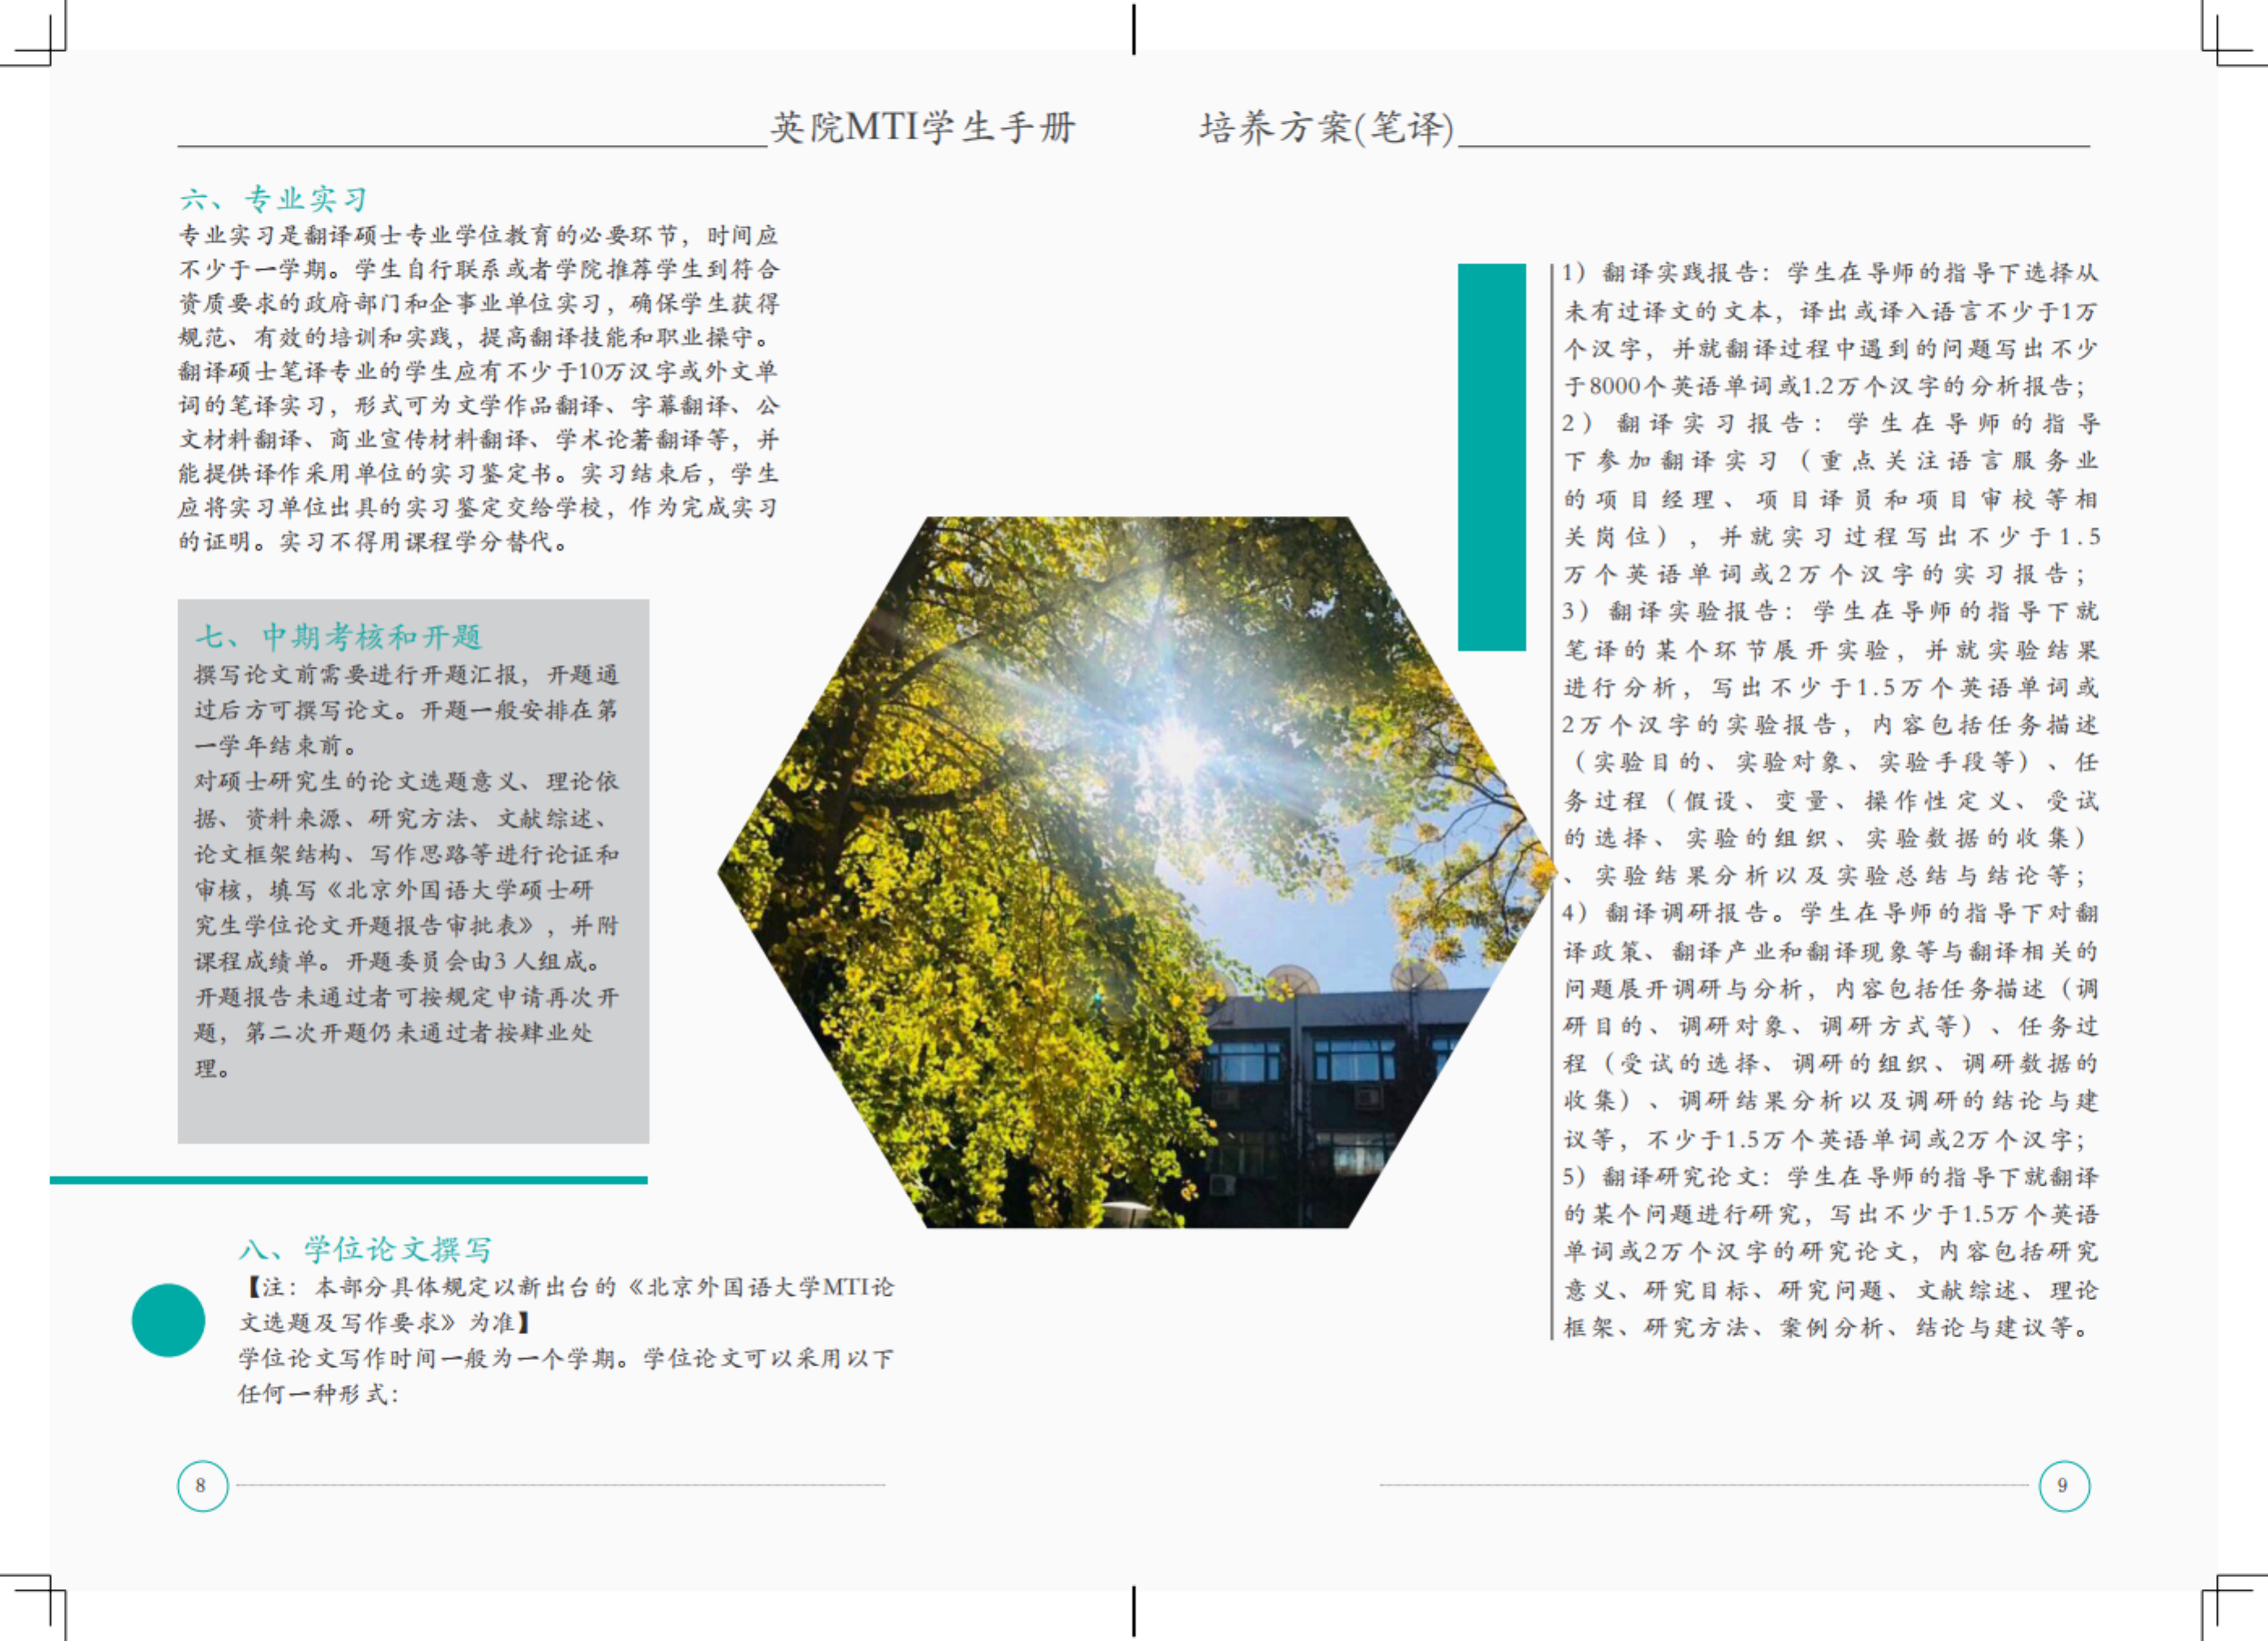 英院MTI学生手册
六、专业实习
专业实习是翻译硕士专业学位教育的必要环节，时间应
不少于一学期。学生自行联系或者学院推荐学生到符合
资质要求的政府部门和企事业单位实习，确保学生获得
规范、有效的培训和实践，提高翻译技能和职业操守。
翻译硕士笔译专业的学生应有不少于10万汉字或外文单
词的笔译实习，形式可为文学作品翻译、字幕翻译、公
文材料翻译、商业宣传材料翻译、学术论著翻译等，并
能提供译作采用单位的实习鉴定书。实习结束后，学生
应将实习单位出具的实习鉴定交给学校，作为完成实习
的证明。实习不得用课程学分替代。
七、中期考核和开题
撰写论文前需要进行开题汇报，开题通
过后方可撰写论文。开题一般安排在第
一学年结束前。
对硕士研究生的论文选题意义、理论依
据、资料来源、研究方法、文献综述、
论文框架结构、写作思路等进行论证和
审核，填写《北京外国语大学硕士研
究生学位论文开题报告审批表》，并附
课程成绩单。开题委员会由3 人组成。
开题报告未通过者可按规定申请再次开
题，第二次开题仍未通过者按肄业处
理。
八、学位论文撰写
【注：本部分具体规定以新出台的《北京外国语大学MTI论
文选题及写作要求》为准】
学位论文写作时间一般为一个学期。学位论文可以采用以下
任何一种形式：
8
培养方案(笔译)
1）翻译实践报告：学生在导师的指导下选择从
未有过译文的文本，译出或译入语言不少于1万
个汉字，并就翻译过程中遇到的问题写出不少
于8000个英语单词或1.2万个汉字的分析报告；
2）翻译实习报告：学生在导师的指导
下参加翻译实习（重点关注语言服务业
的项目经理、项目译员和项目审校等相
关岗位），并就实习过程写出不少于1.5
万个英语单词或2万个汉字的实习报告；
3）翻译实验报告：学生在导师的指导下就
笔译的某个环节展开实验，并就实验结果
进行分析，写出不少于1.5万个英语单词或
2万个汉字的实验报告，内容包括任务描述
（实验目的、实验对象、实验手段等）、任
务过程（假设、变量、操作性定义、受试
的选择、实验的组织、实验数据的收集）
、实验结果分析以及实验总结与结论等；
4）翻译调研报告。学生在导师的指导下对翻
译政策、翻译产业和翻译现象等与翻译相关的
问题展开调研与分析，内容包括任务描述（调
研目的、调研对象、调研方式等）、任务过
程（受试的选择、调研的组织、调研数据的
收集）、调研结果分析以及调研的结论与建
议等，不少于1.5万个英语单词或2万个汉字；
5）翻译研究论文：学生在导师的指导下就翻译
的某个问题进行研究，写出不少于1.5万个英语
单词或2万个汉字的研究论文，内容包括研究
意义、研究目标、研究问题、文献综述、理论
框架、研究方法、案例分析、结论与建议等。
9